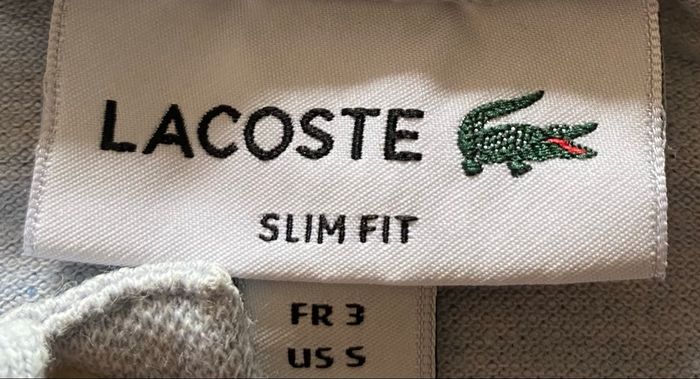 LACOSTE
SLIM FIT
FR 3
US S